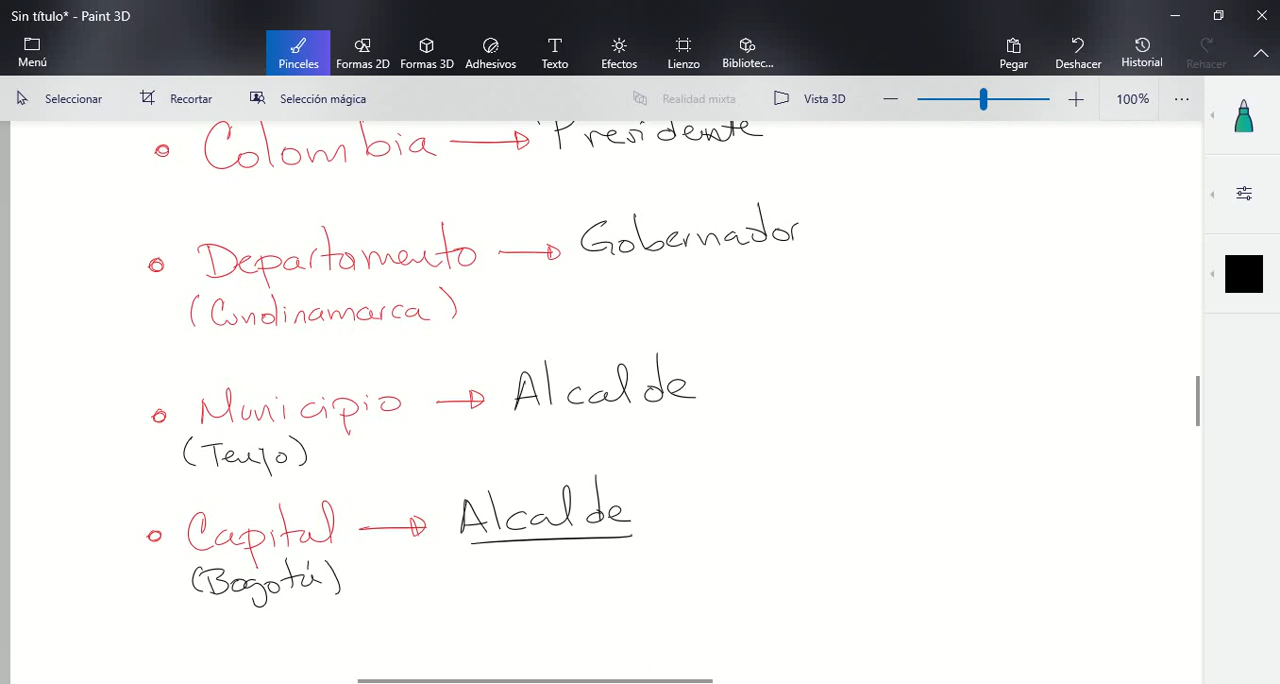 Sin título* - Paint 3D
Menú
Pinceles
Formas 2D
Formas 3D
Adhesivos
Texto
Efectos
Lienzo
Bibliotec...
Pegar
Deshacer
Historial
Rehacer
Seleccionar
Recortar
Selección mágica
Realidad mixta
Vista 3D
100%
• Colombia → Presidente
• Departamento → Gobernador
(Cundinamarca)
• Municipio → Alcalde
(Tenjo)
• Capital → Alcalde
(Bogotá)